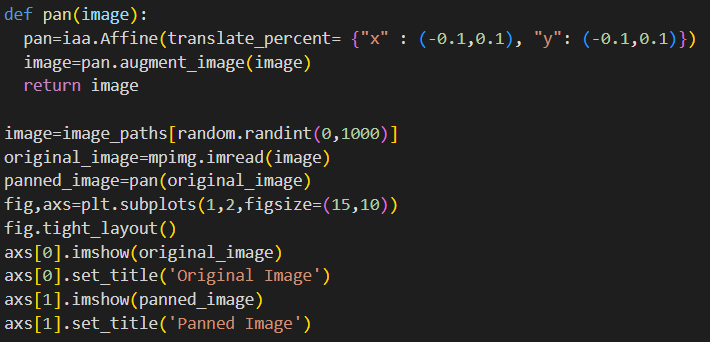 def pan(image):
  pan=iaa.Affine(translate_percent= {"x" : (-0.1,0.1), "y": (-0.1,0.1)})
  image=pan.augment_image(image)
  return image

image=image_paths[random.randint(0,1000)]
original_image=mpimg.imread(image)
panned_image=pan(original_image)
fig,axs=plt.subplots(1,2,figsize=(15,10))
fig.tight_layout()
axs[0].imshow(original_image)
axs[0].set_title('Original Image')
axs[1].imshow(panned_image)
axs[1].set_title('Panned Image')